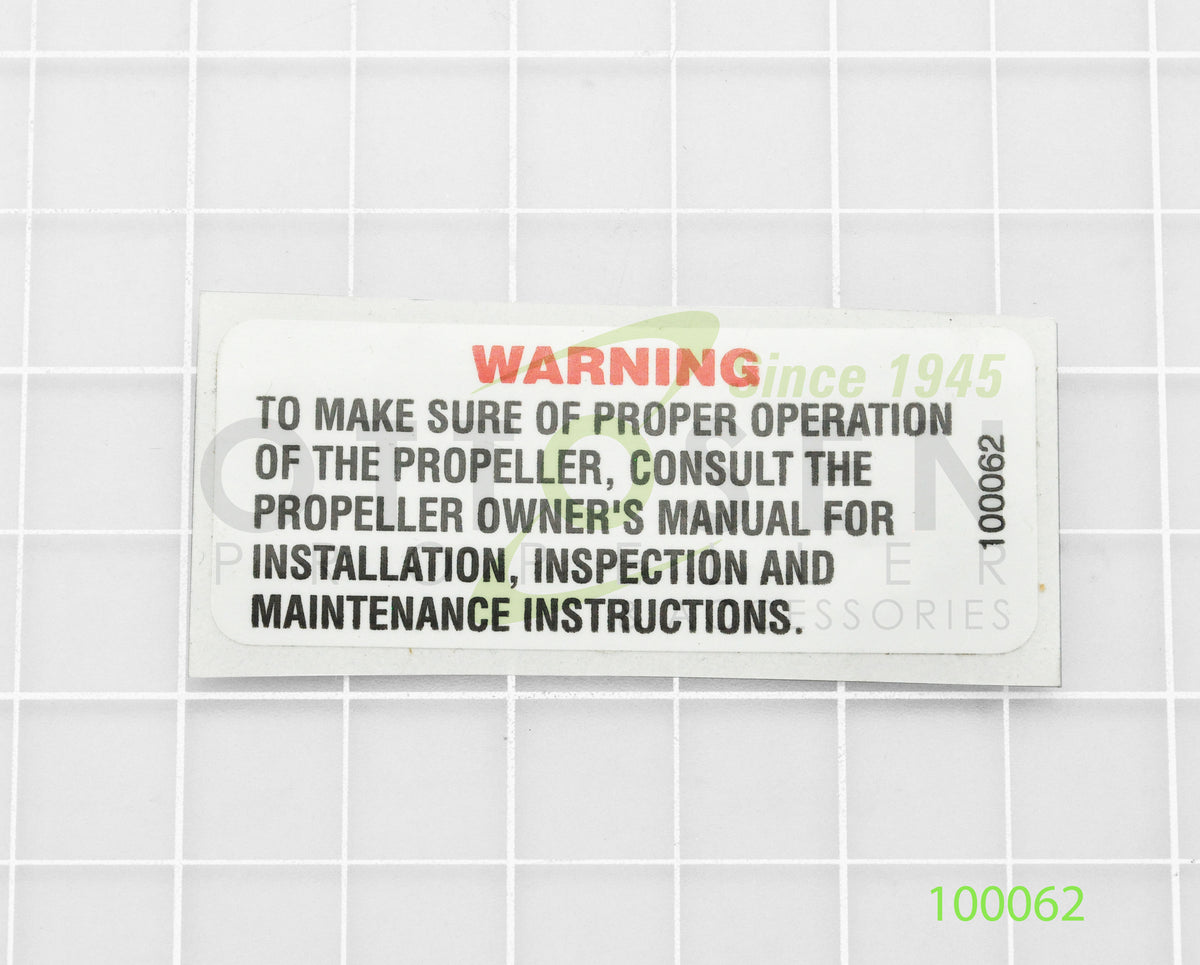 WARNING
TO MAKE SURE OF PROPER OPERATION
OF THE PROPELLER, CONSULT THE
PROPELLER OWNER'S MANUAL FOR
INSTALLATION, INSPECTION AND
MAINTENANCE INSTRUCTIONS.
100062
Since 1945
OTTOSEN
PROPELLER
ACCESSORIES
100062